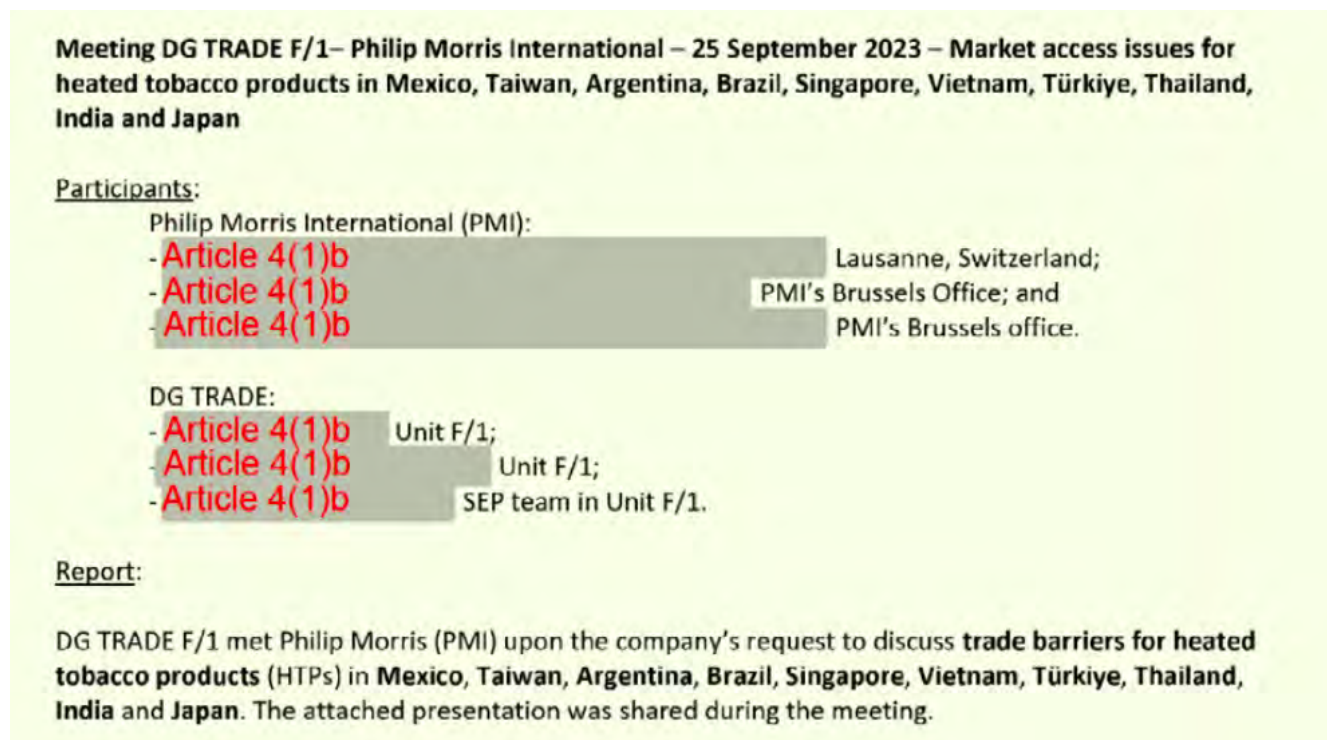 Meeting DG TRADE F/1– Philip Morris International – 25 September 2023 – Market access issues for
heated tobacco products in Mexico, Taiwan, Argentina, Brazil, Singapore, Vietnam, Türkiye, Thailand,
India and Japan
Participants:
Philip Morris International (PMI):
- Article 4(1)b Lausanne, Switzerland;
- Article 4(1)b PMI's Brussels Office; and
- Article 4(1)b PMI's Brussels office.
DG TRADE:
- Article 4(1)b Unit F/1;
- Article 4(1)b Unit F/1;
- Article 4(1)b SEP team in Unit F/1.
Report:
DG TRADE F/1 met Philip Morris (PMI) upon the company's request to discuss trade barriers for heated
tobacco products (HTPs) in Mexico, Taiwan, Argentina, Brazil, Singapore, Vietnam, Türkiye, Thailand,
India and Japan. The attached presentation was shared during the meeting.